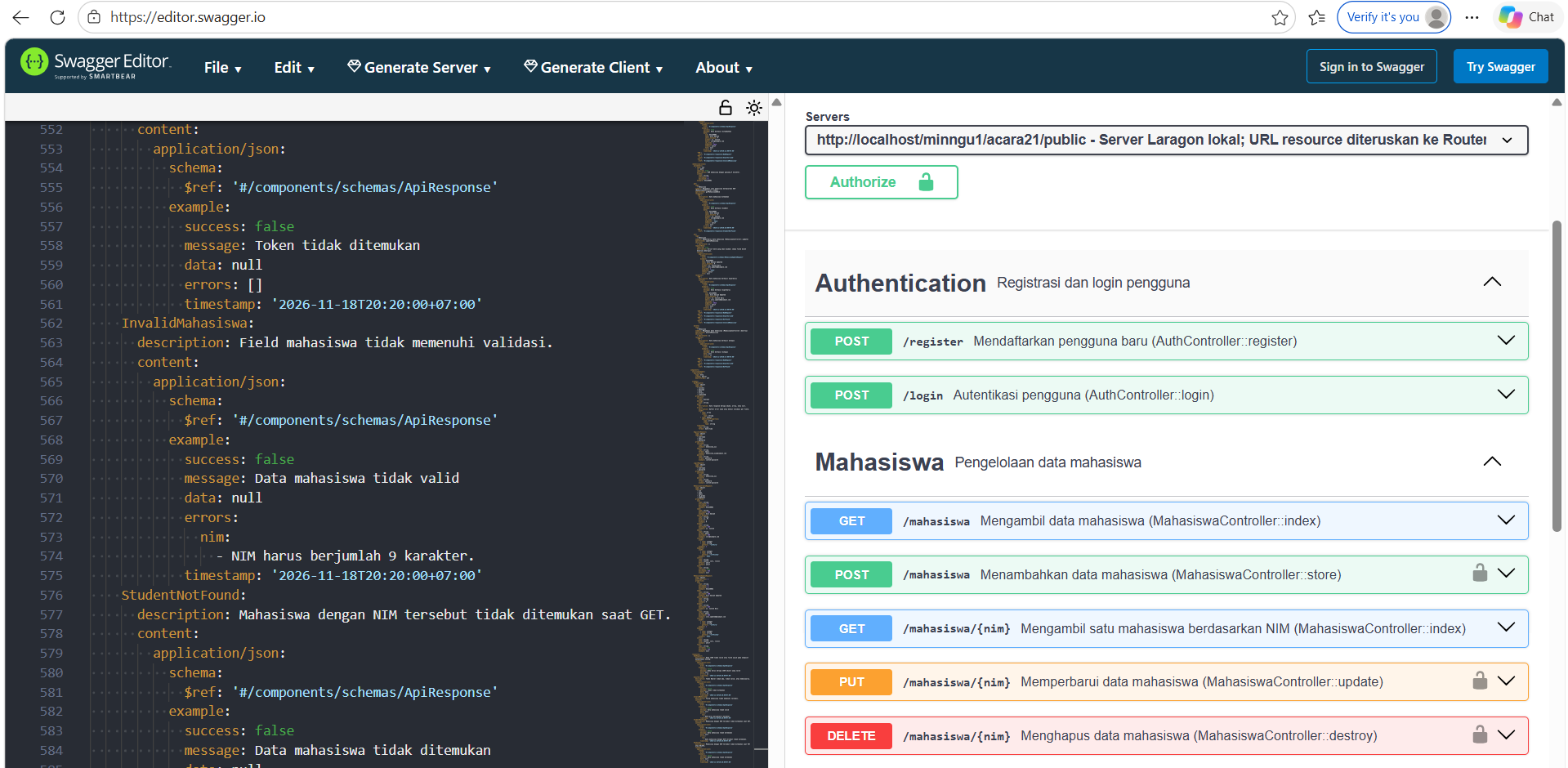 https://editor.swagger.io
Verify it's you
Chat
Swagger Editor.
Supported by SMARTBEAR
File
Edit
Generate Server
Generate Client
About
Sign in to Swagger
Try Swagger
552 content:
553 application/json:
554 schema:
555 $ref: '#/components/schemas/ApiResponse'
556 example:
557 success: false
558 message: Token tidak ditemukan
559 data: null
560 errors: []
561 timestamp: '2026-11-18T20:20:00+07:00'
562 InvalidMahasiswa:
563 description: Field mahasiswa tidak memenuhi validasi.
564 content:
565 application/json:
566 schema:
567 $ref: '#/components/schemas/ApiResponse'
568 example:
569 success: false
570 message: Data mahasiswa tidak valid
571 data: null
572 errors:
573 nim:
574 - NIM harus berjumlah 9 karakter.
575 timestamp: '2026-11-18T20:20:00+07:00'
576 StudentNotFound:
577 description: Mahasiswa dengan NIM tersebut tidak ditemukan saat GET.
578 content:
579 application/json:
580 schema:
581 $ref: '#/components/schemas/ApiResponse'
582 example:
583 success: false
584 message: Data mahasiswa tidak ditemukan
Servers
http://localhost/minngu1/acara21/public - Server Laragon lokal; URL resource diteruskan ke Router
Authorize
Authentication Registrasi dan login pengguna
POST /register Mendaftarkan pengguna baru (AuthController::register)
POST /login Autentikasi pengguna (AuthController::login)
Mahasiswa Pengelolaan data mahasiswa
GET /mahasiswa Mengambil data mahasiswa (MahasiswaController::index)
POST /mahasiswa Menambahkan data mahasiswa (MahasiswaController::store)
GET /mahasiswa/{nim} Mengambil satu mahasiswa berdasarkan NIM (MahasiswaController::index)
PUT /mahasiswa/{nim} Memperbarui data mahasiswa (MahasiswaController::update)
DELETE /mahasiswa/{nim} Menghapus data mahasiswa (MahasiswaController::destroy)